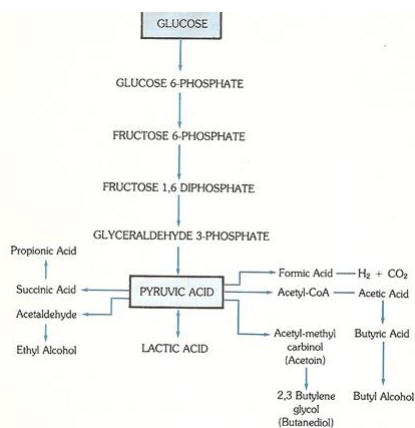 GLUCOSE
GLUCOSE 6-PHOSPHATE
FRUCTOSE 6-PHOSPHATE
FRUCTOSE 1,6 DIPHOSPHATE
GLYCERALDEHYDE 3-PHOSPHATE
Propionic Acid
Formic Acid
H₂ + CO₂
Succinic Acid
PYRUVIC ACID
Acetyl-CoA
Acetic Acid
Acetaldehyde
Ethyl Alcohol
LACTIC ACID
Acetyl-methyl
carbinol
(Acetoin)
Butyric Acid
2,3 Butylene
glycol
(Butanediol)
Butyl Alcohol